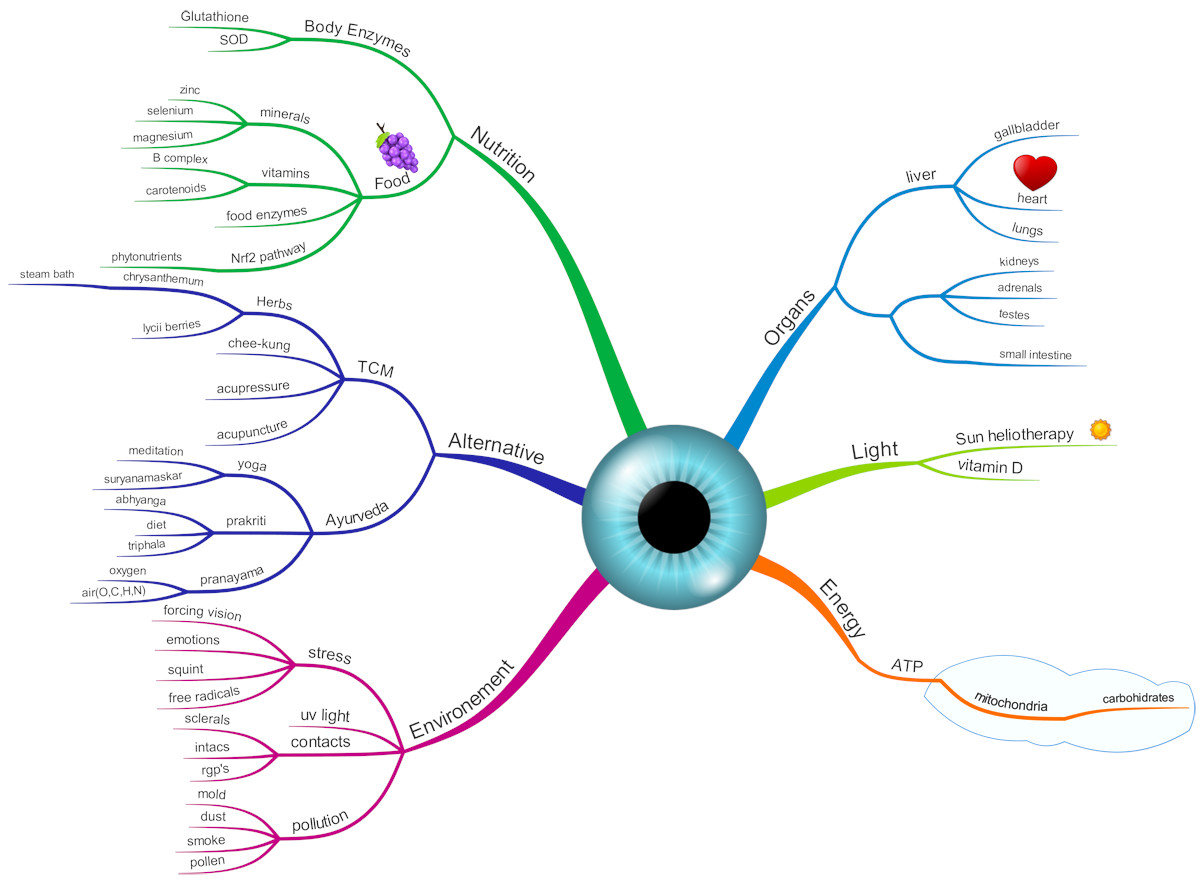 Nutrition
Body Enzymes
Glutathione
SOD
Food
minerals
zinc
selenium
magnesium
vitamins
B complex
carotenoids
food enzymes
Nrf2 pathway
phytonutrients
Alternative
TCM
Herbs
chrysanthemum
steam bath
lycii berries
chee-kung
acupressure
acupuncture
Ayurveda
yoga
meditation
suryanamaskar
prakriti
abhyanga
diet
triphala
pranayama
oxygen
air(O,C,H,N)
Environement
stress
forcing vision
emotions
squint
free radicals
uv light
contacts
sclerals
intacs
rgp's
pollution
mold
dust
smoke
pollen
Organs
liver
gallbladder
heart
lungs
kidneys
adrenals
testes
small intestine
Light
Sun heliotherapy
vitamin D
Energy
ATP
mitochondria
carbohidrates